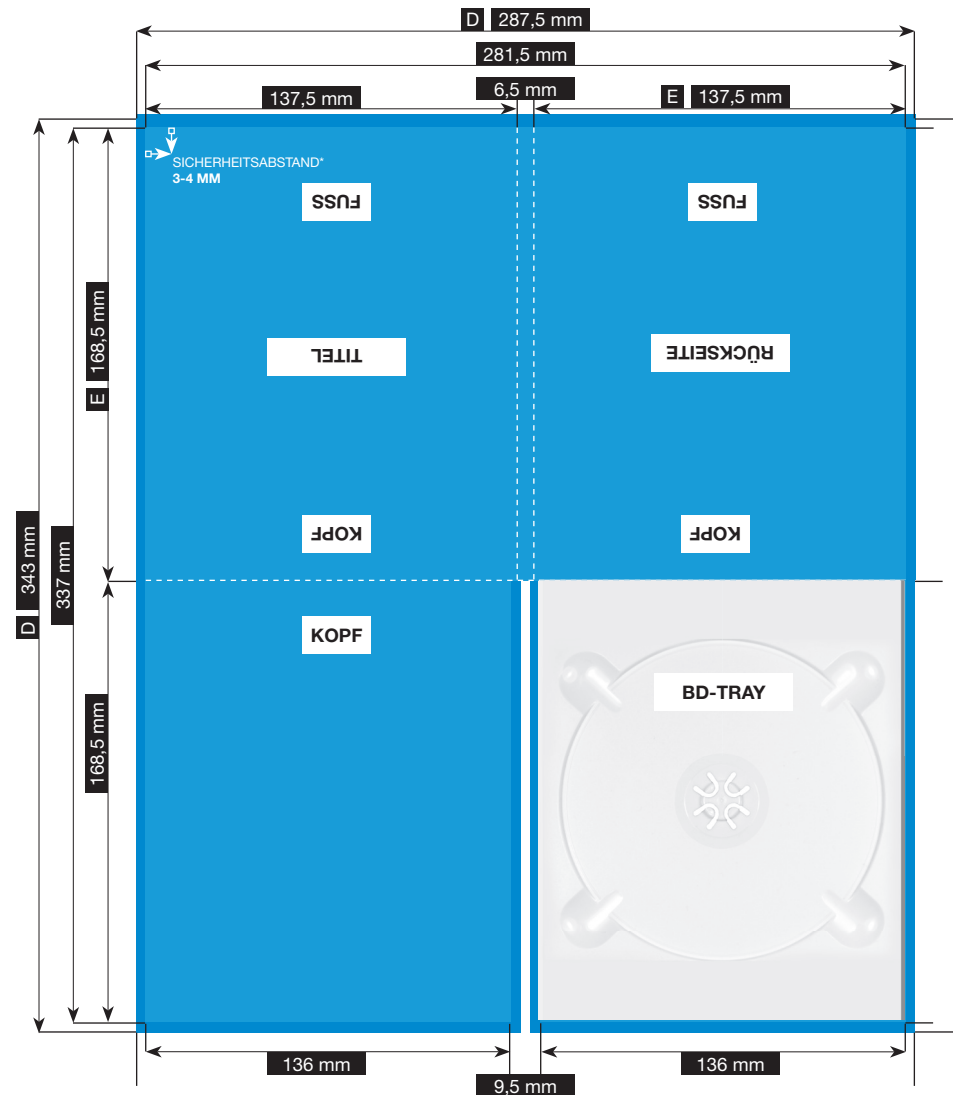 D 287,5 mm
281,5 mm
137,5 mm
6,5 mm
E 137,5 mm
SICHERHEITSABSTAND*
3-4 MM
FUSS
FUSS
E 168,5 mm
TITEL
RÜCKSEITE
KOPF
KOPF
D 343 mm
337 mm
KOPF
BD-TRAY
168,5 mm
136 mm
136 mm
9,5 mm